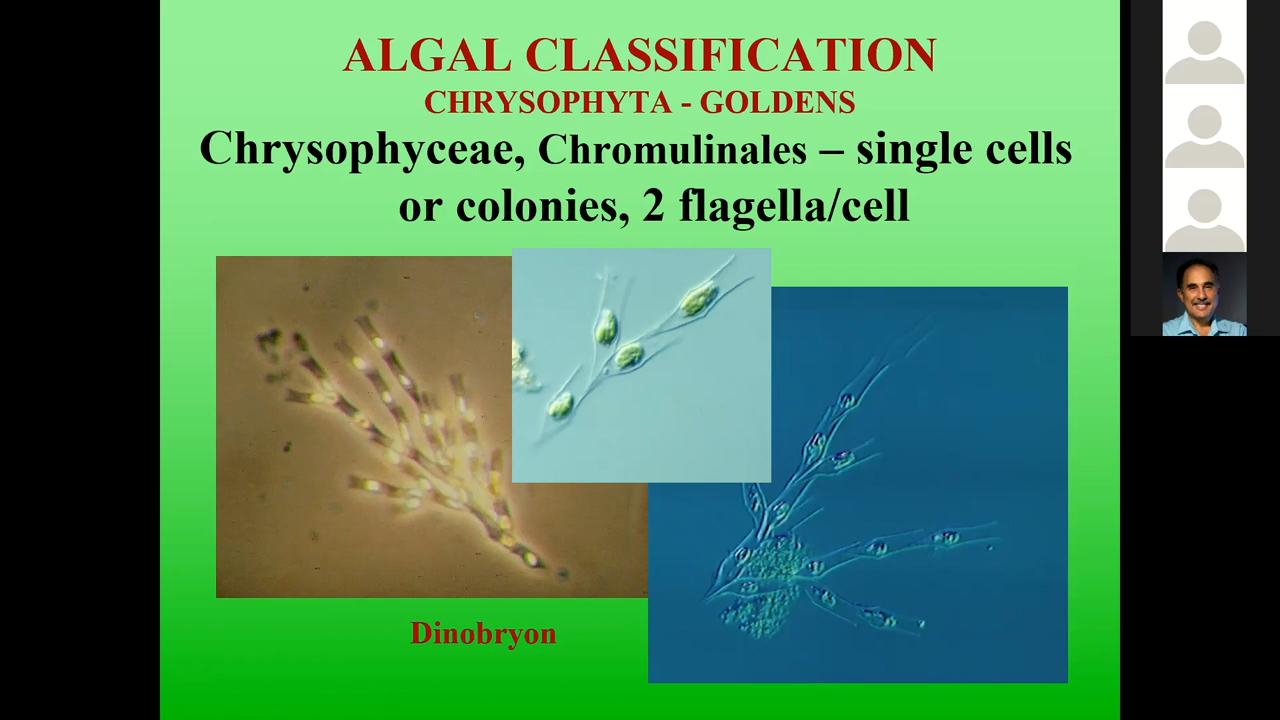 ALGAL CLASSIFICATION
CHRYSOPHYTA - GOLDENS
Chrysophyceae, Chromulinales – single cells
or colonies, 2 flagella/cell
Dinobryon